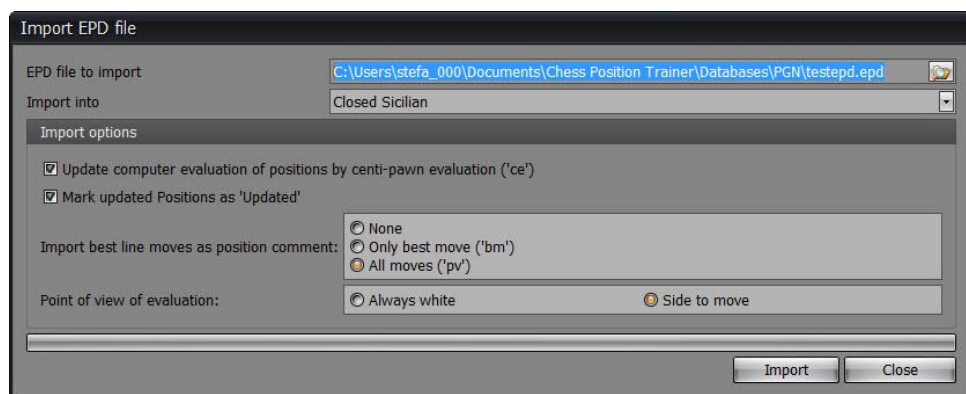 Import EPD file
EPD file to import C:\Users\stefa_000\Documents\Chess Position Trainer\Databases\PGN\testepd.epd
Import into Closed Sicilian
Import options
Update computer evaluation of positions by centi-pawn evaluation ('ce')
Mark updated Positions as 'Updated'
None
Import best line moves as position comment: Only best move ('bm')
All moves ('pv')
Point of view of evaluation: Always white Side to move
Import Close